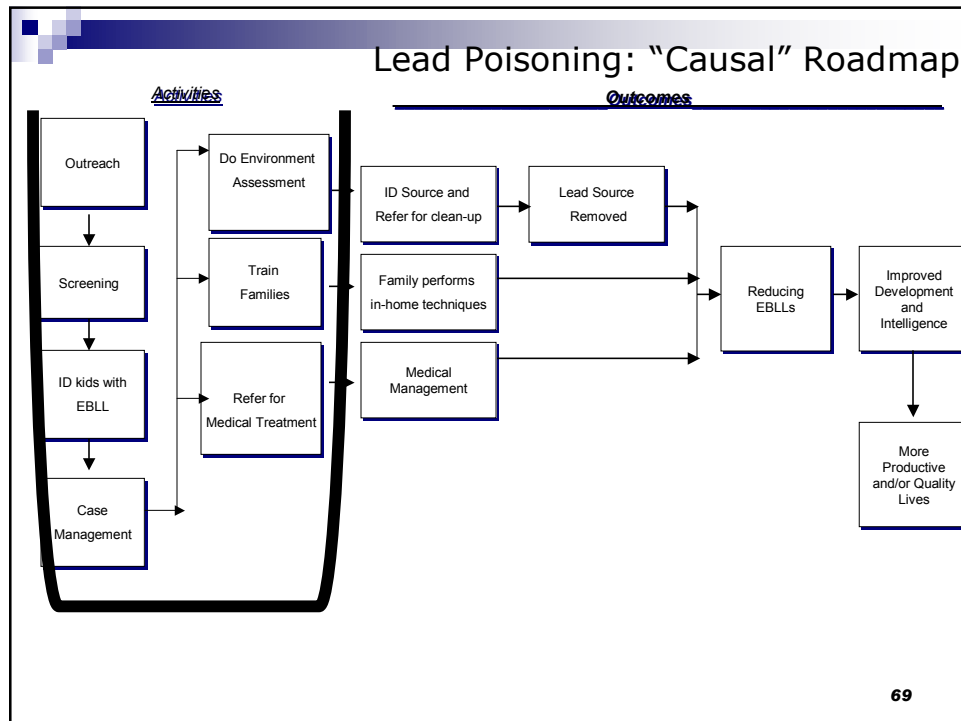 Lead Poisoning: “Causal” Roadmap
Activities
Outcomes
Outreach
Screening
ID kids with
EBLL
Case
Management
Do Environment
Assessment
Train
Families
Refer for
Medical Treatment
ID Source and
Refer for clean-up
Lead Source
Removed
Family performs
in-home techniques
Medical
Management
Reducing
EBLLs
Improved
Development
and
Intelligence
More
Productive
and/or Quality
Lives
69